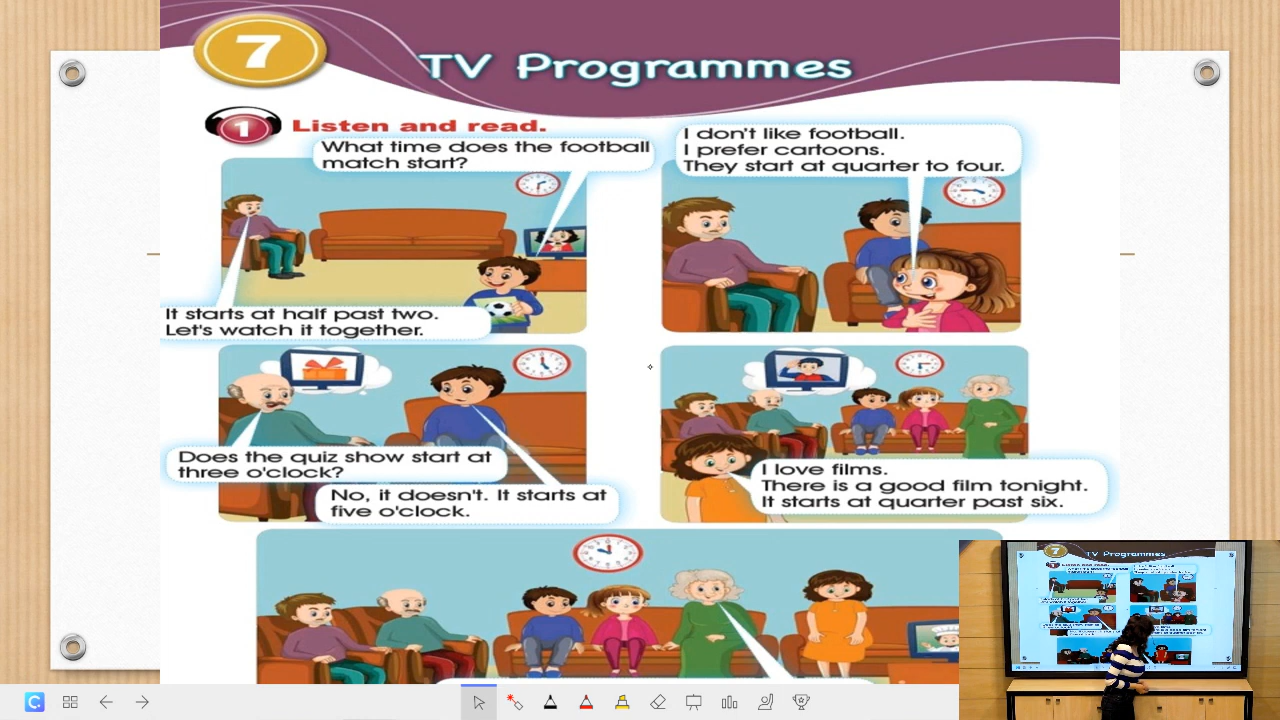 7
TV Programmes
1 Listen and read.
What time does the football
match start?
It starts at half past two.
Let's watch it together.
I don't like football.
I prefer cartoons.
They start at quarter to four.
Does the quiz show start at
three o'clock?
No, it doesn't. It starts at
five o'clock.
I love films.
There is a good film tonight.
It starts at quarter past six.
7
TV Programmes